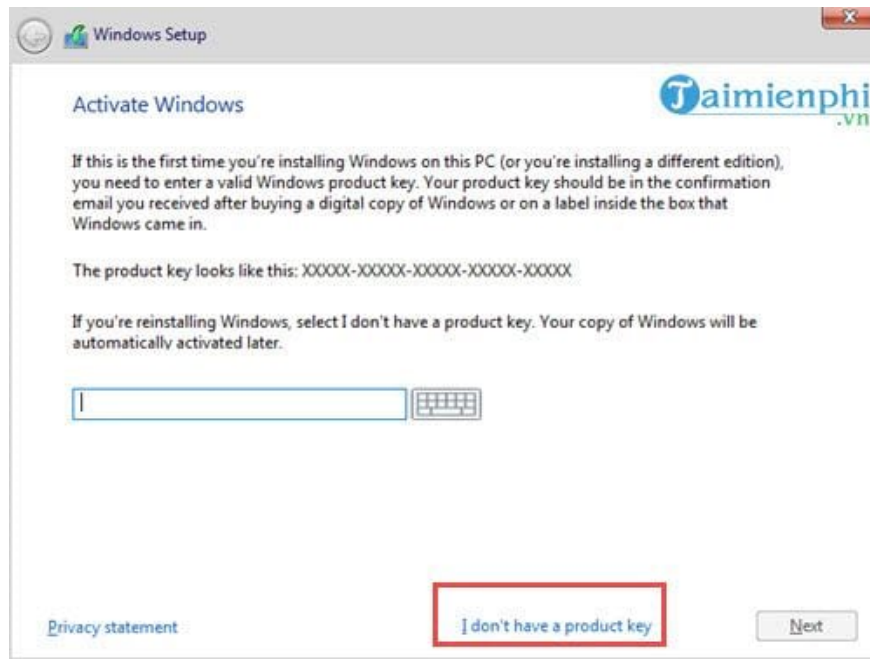 Windows Setup
Taimienphi
.vn
Activate Windows
If this is the first time you're installing Windows on this PC (or you're installing a different edition),
you need to enter a valid Windows product key. Your product key should be in the confirmation
email you received after buying a digital copy of Windows or on a label inside the box that
Windows came in.
The product key looks like this: XXXXX-XXXXX-XXXXX-XXXXX-XXXXX
If you're reinstalling Windows, select I don't have a product key. Your copy of Windows will be
automatically activated later.
Privacy statement
I don't have a product key
Next